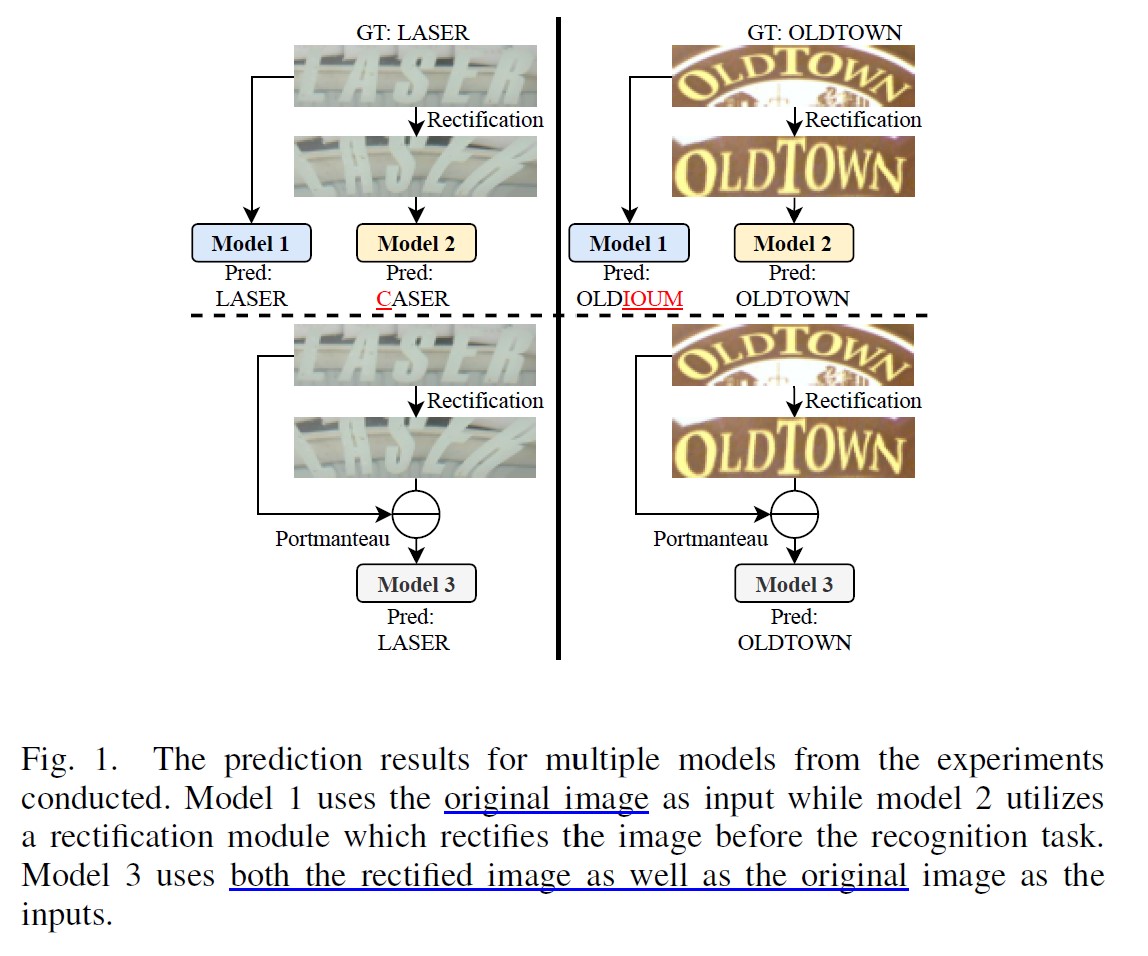 GT: LASER
LASER
Rectification
LASER
Model 1
Model 2
Pred:
LASER
Pred:
CASER
GT: OLDTOWN
OLDTOWN
Rectification
OLDTOWN
Model 1
Model 2
Pred:
OLDIOUM
Pred:
OLDTOWN
LASER
Rectification
LASER
Portmanteau
Model 3
Pred:
LASER
OLDTOWN
Rectification
OLDTOWN
Portmanteau
Model 3
Pred:
OLDTOWN
Fig. 1. The prediction results for multiple models from the experiments
conducted. Model 1 uses the original image as input while model 2 utilizes
a rectification module which rectifies the image before the recognition task.
Model 3 uses both the rectified image as well as the original image as the
inputs.